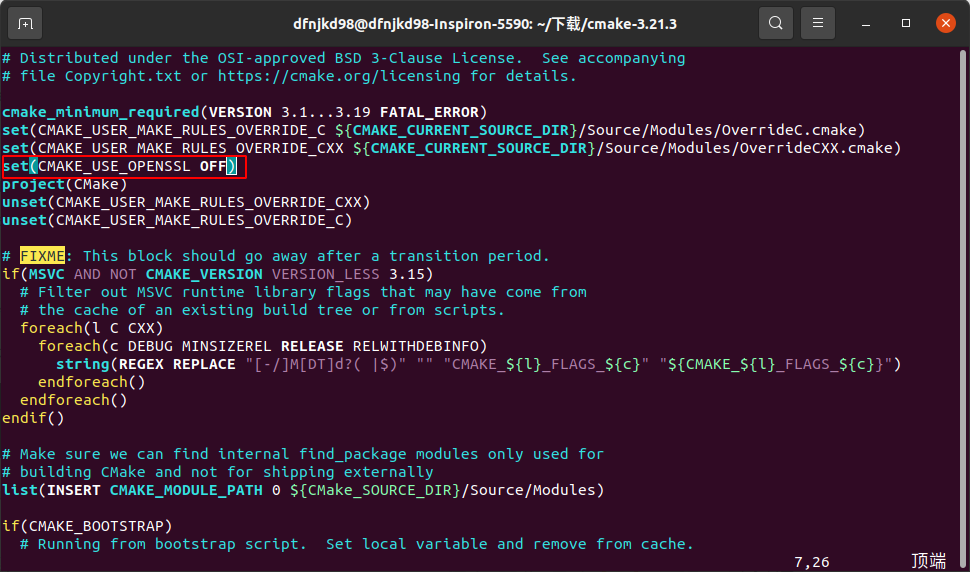 dfnjkd98@dfnjkd98-Inspiron-5590: ~/下载/cmake-3.21.3
# Distributed under the OSI-approved BSD 3-Clause License.  See accompanying
# file Copyright.txt or https://cmake.org/licensing for details.
cmake_minimum_required(VERSION 3.1...3.19 FATAL_ERROR)
set(CMAKE_USER_MAKE_RULES_OVERRIDE_C ${CMAKE_CURRENT_SOURCE_DIR}/Source/Modules/OverrideC.cmake)
set(CMAKE_USER_MAKE_RULES_OVERRIDE_CXX ${CMAKE_CURRENT_SOURCE_DIR}/Source/Modules/OverrideCXX.cmake)
set(CMAKE_USE_OPENSSL OFF)
project(CMake)
unset(CMAKE_USER_MAKE_RULES_OVERRIDE_CXX)
unset(CMAKE_USER_MAKE_RULES_OVERRIDE_C)
# FIXME: This block should go away after a transition period.
if(MSVC AND NOT CMAKE_VERSION VERSION_LESS 3.15)
  # Filter out MSVC runtime library flags that may have come from
  # the cache of an existing build tree or from scripts.
  foreach(l C CXX)
    foreach(c DEBUG MINSIZEREL RELEASE RELWITHDEBINFO)
      string(REGEX REPLACE "[-/]M[DT]d?( |$)" "" "CMAKE_${l}_FLAGS_${c}" "${CMAKE_${l}_FLAGS_${c}}")
    endforeach()
  endforeach()
endif()
# Make sure we can find internal find_package modules only used for
# building CMake and not for shipping externally
list(INSERT CMAKE_MODULE_PATH 0 ${CMake_SOURCE_DIR}/Source/Modules)
if(CMAKE_BOOTSTRAP)
  # Running from bootstrap script.  Set local variable and remove from cache.
7,26 顶端